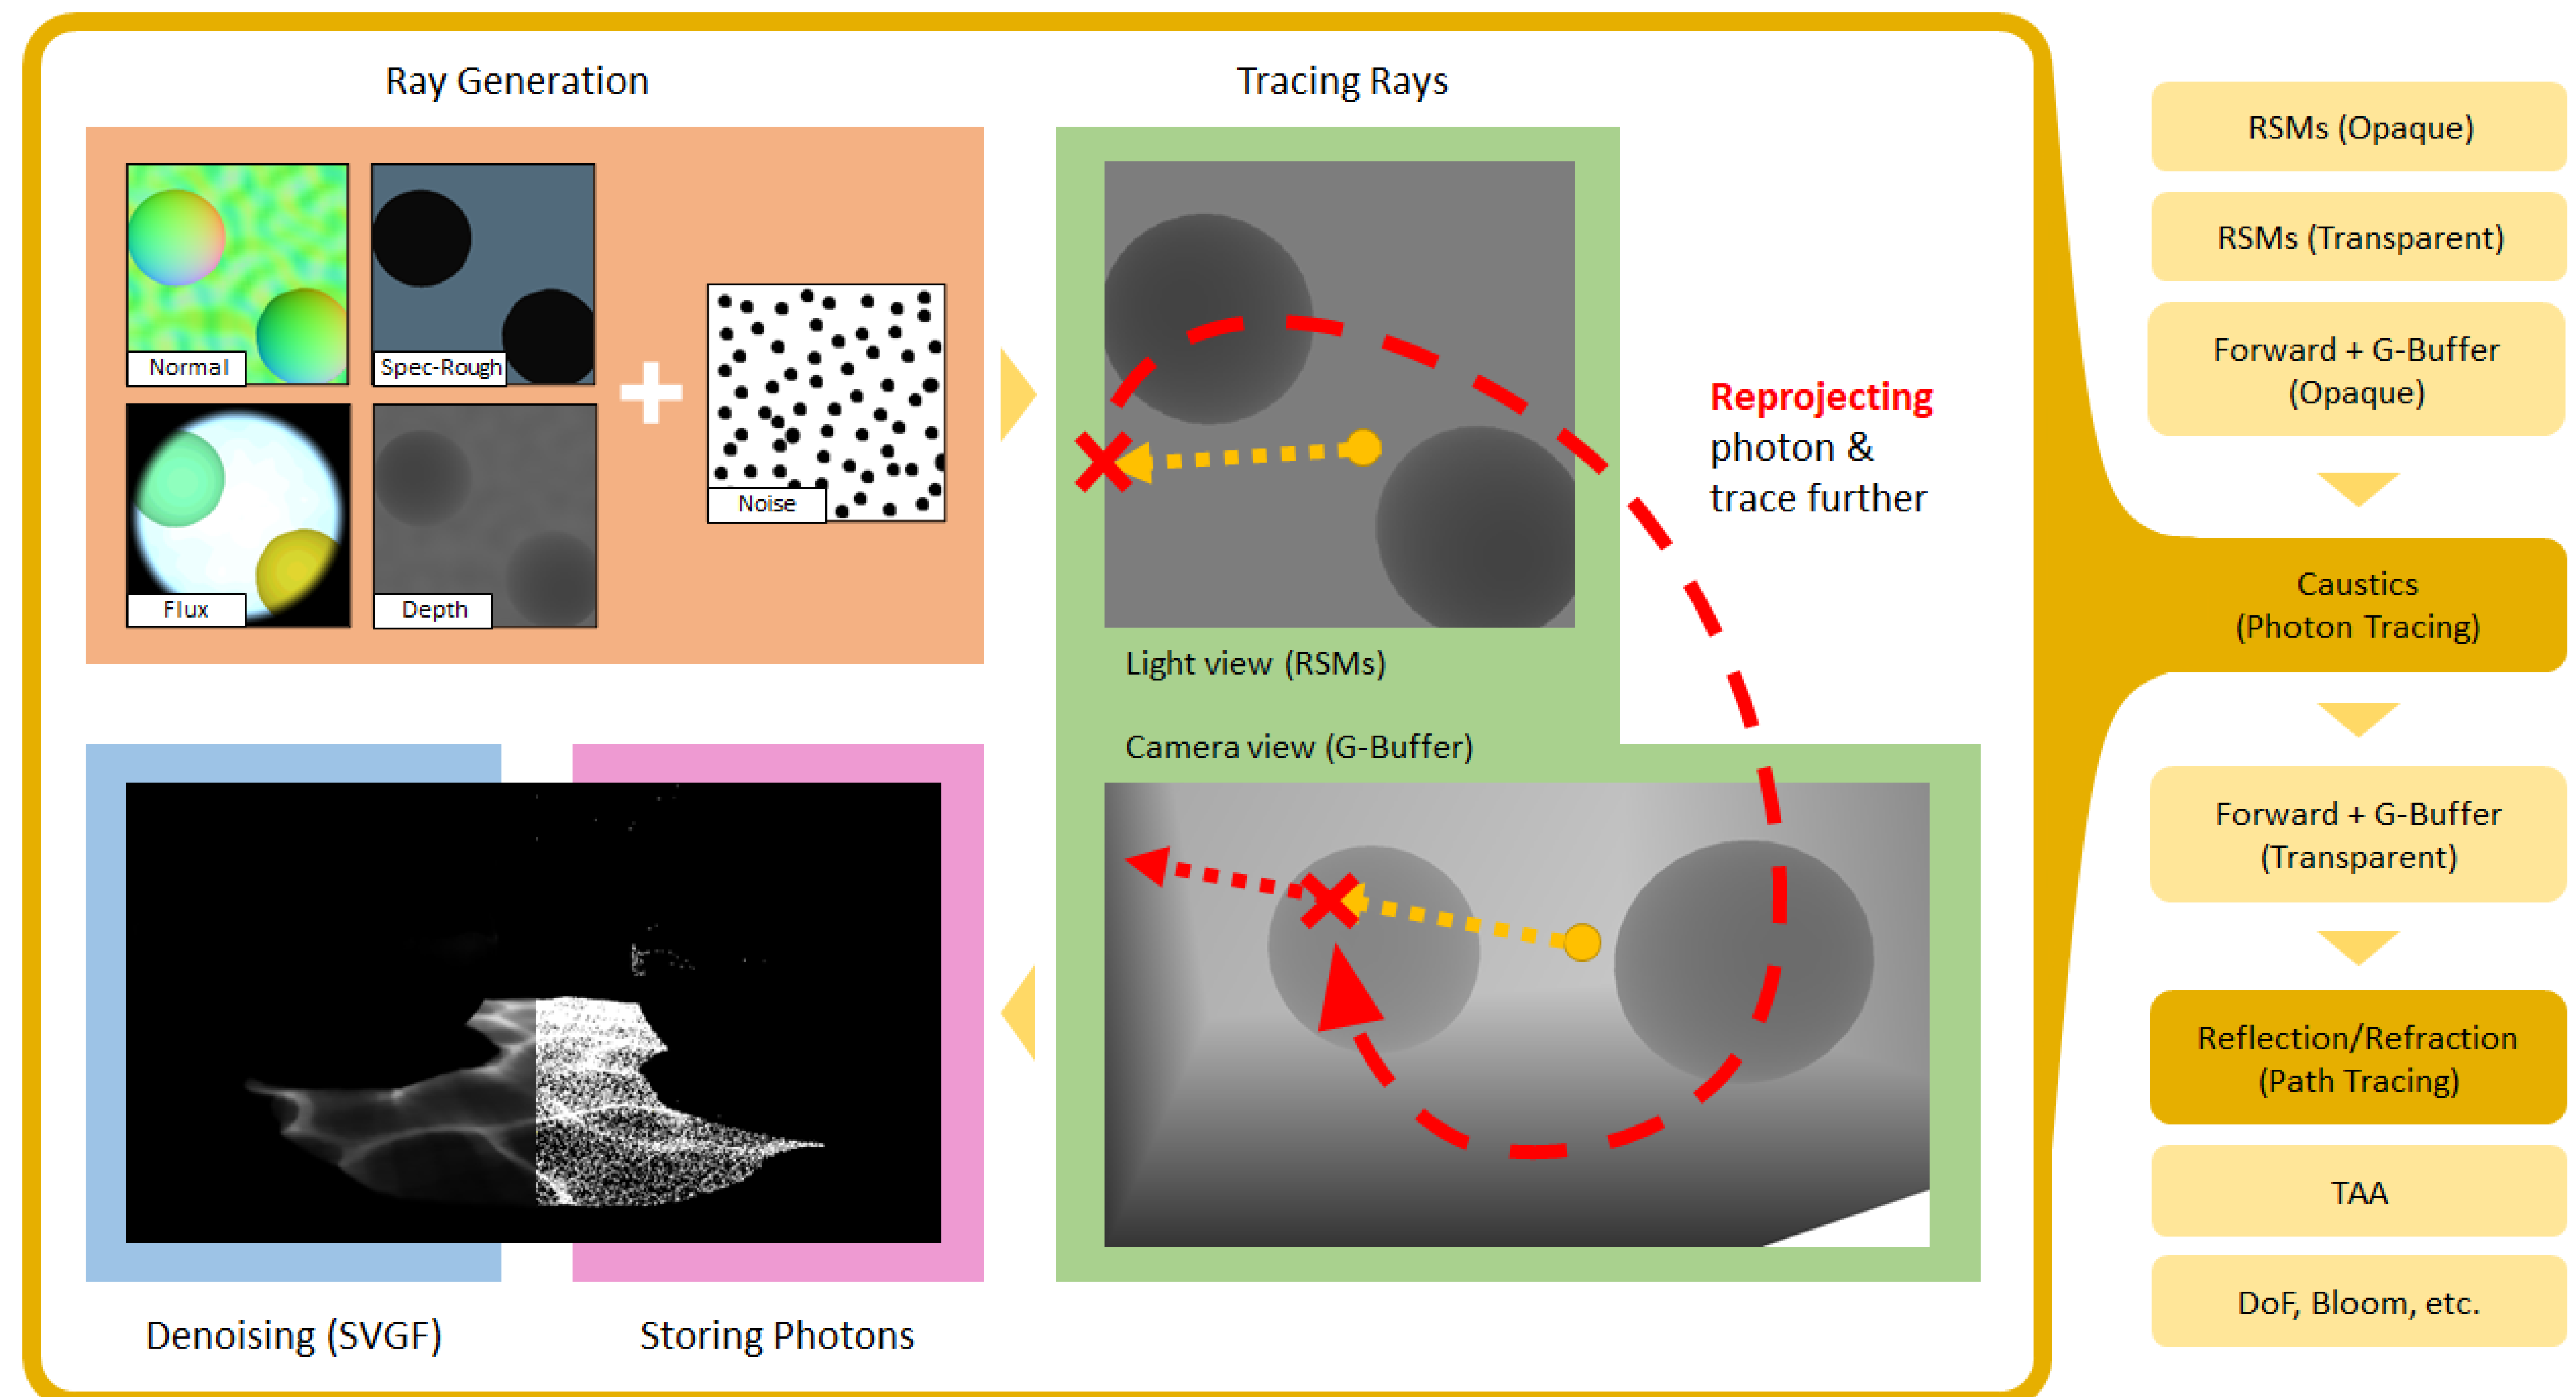 Ray Generation
Normal
Spec-Rough
Flux
Depth
Noise
Tracing Rays
Light view (RSMs)
Camera view (G-Buffer)
Reprojecting
photon &
trace further
Denoising (SVGF)
Storing Photons
RSMs (Opaque)
RSMs (Transparent)
Forward + G-Buffer
(Opaque)
Caustics
(Photon Tracing)
Forward + G-Buffer
(Transparent)
Reflection/Refraction
(Path Tracing)
TAA
DoF, Bloom, etc.